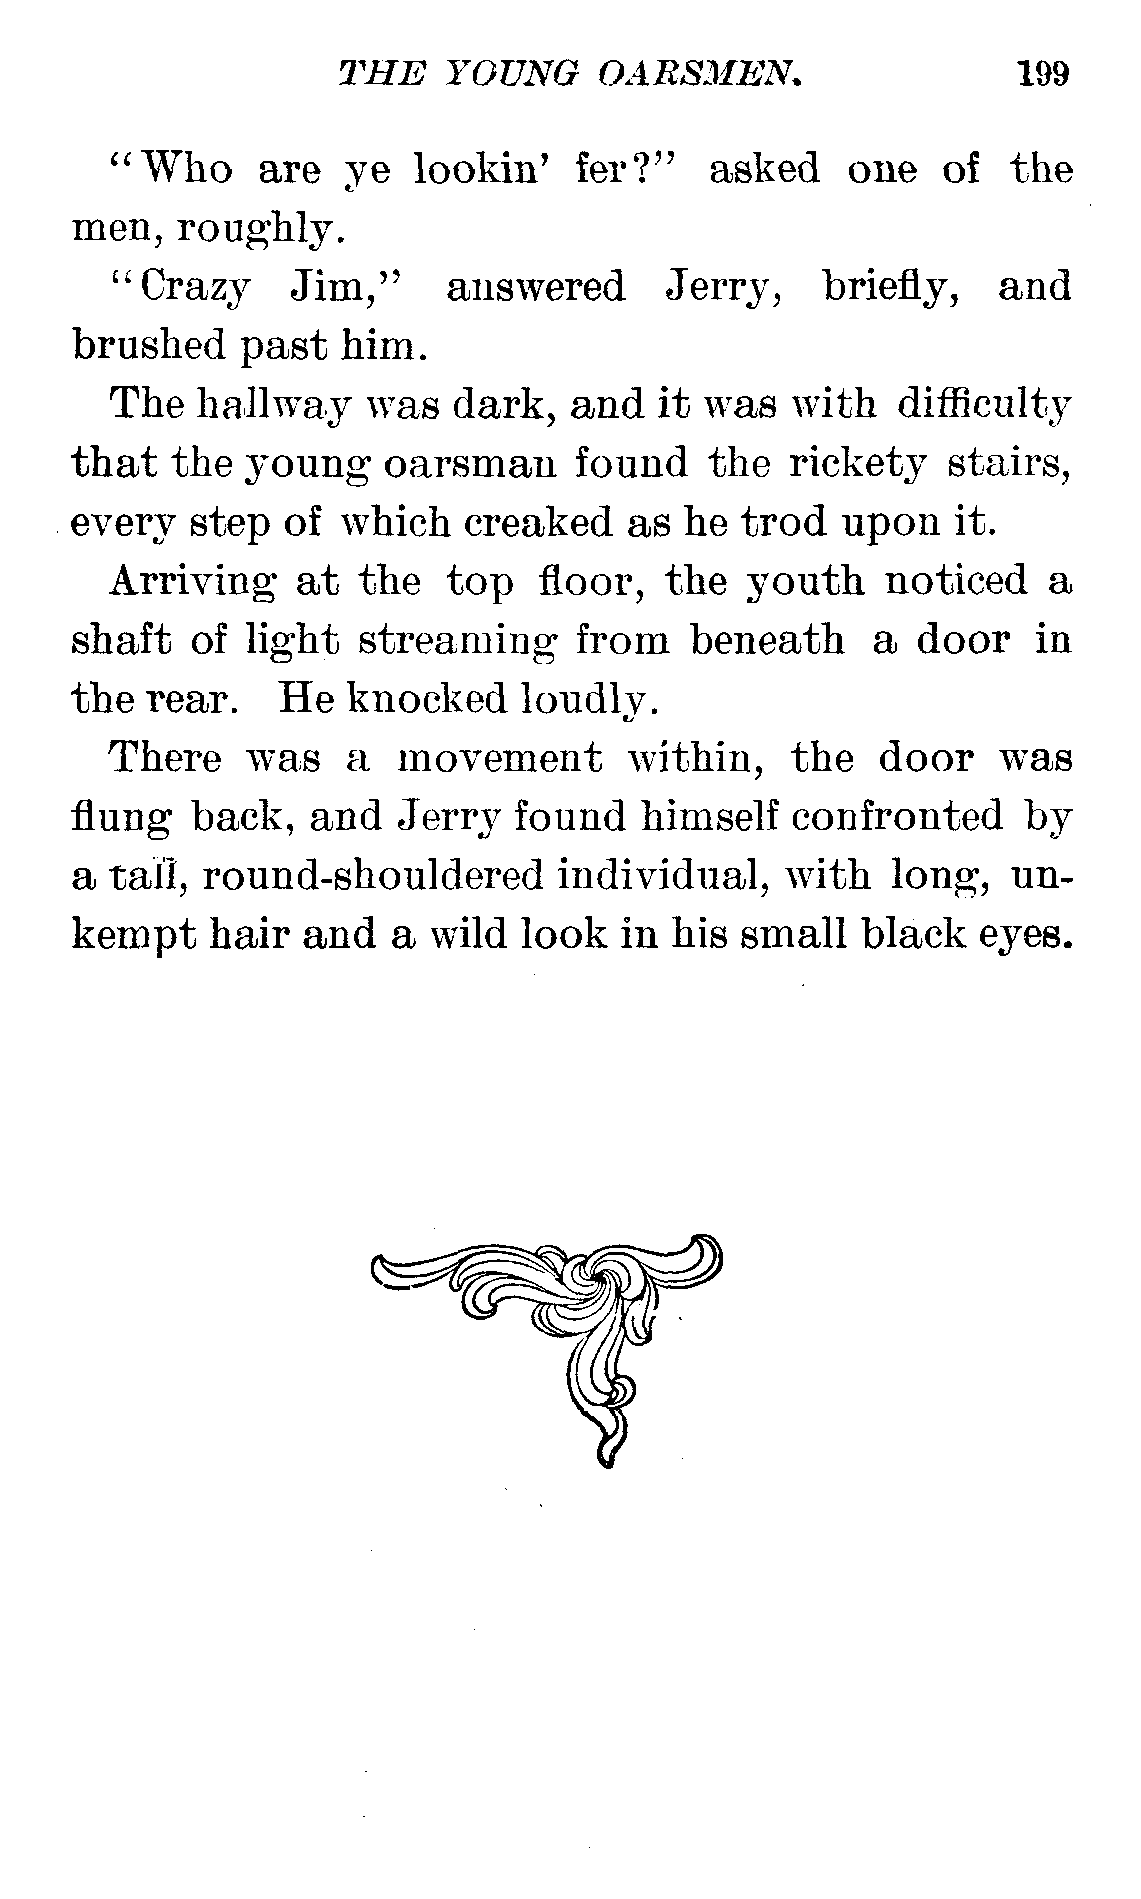 THE YOUNG OARSMEN. 199
“Who are ye lookin’ fer?” asked one of the
men, roughly.
“Crazy Jim,” answered Jerry, briefly, and
brushed past him.
The hallway was dark, and it was with difficulty
that the young oarsman found the rickety stairs,
every step of which creaked as he trod upon it.
Arriving at the top floor, the youth noticed a
shaft of light streaming from beneath a door in
the rear. He knocked loudly.
There was a movement within, the door was
flung back, and Jerry found himself confronted by
a tall, round-shouldered individual, with long, un-
kempt hair and a wild look in his small black eyes.